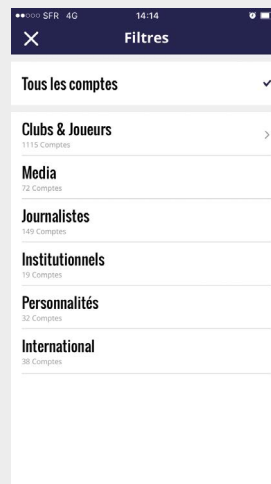 SFR 4G 14:14
Filtres
Tous les comptes
Clubs & Joueurs
1115 Comptes
Media
72 Comptes
Journalistes
149 Comptes
Institutionnels
19 Comptes
Personnalités
32 Comptes
International
38 Comptes